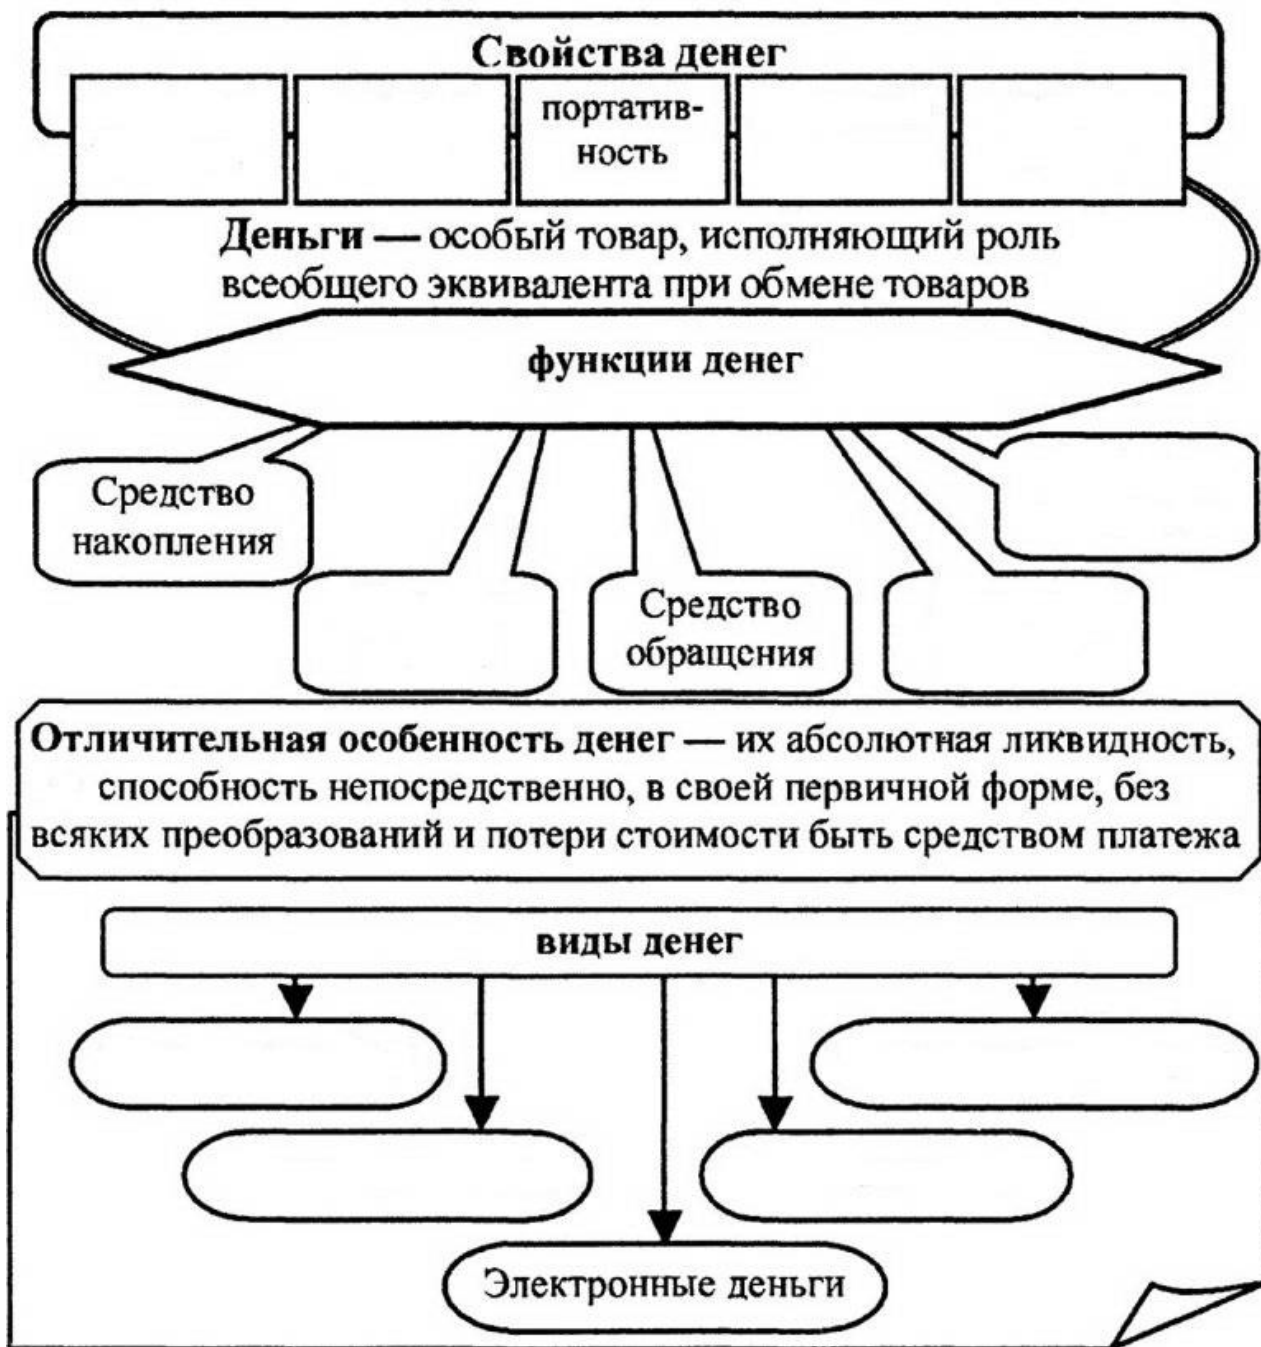 Свойства денег
портатив-
ность
Деньги — особый товар, исполняющий роль
всеобщего эквивалента при обмене товаров
функции денег
Средство
накопления
Средство
обращения
Отличительная особенность денег — их абсолютная ликвидность,
способность непосредственно, в своей первичной форме, без
всяких преобразований и потери стоимости быть средством платежа
виды денег
Электронные деньги